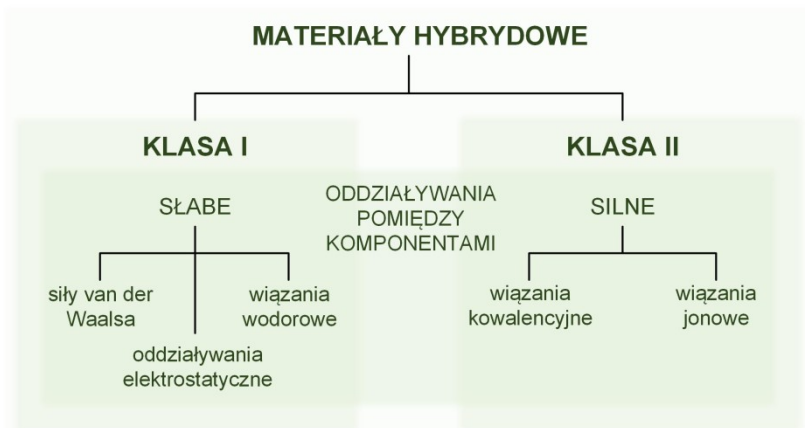 MATERIAŁY HYBRYDOWE
KLASA I
KLASA II
SŁABE
ODDZIAŁYWANIA
POMIĘDZY
KOMPONENTAMI
SILNE
siły van der
Waalsa
wiązania
wodorowe
oddziaływania
elektrostatyczne
wiązania
kowalencyjne
wiązania
jonowe